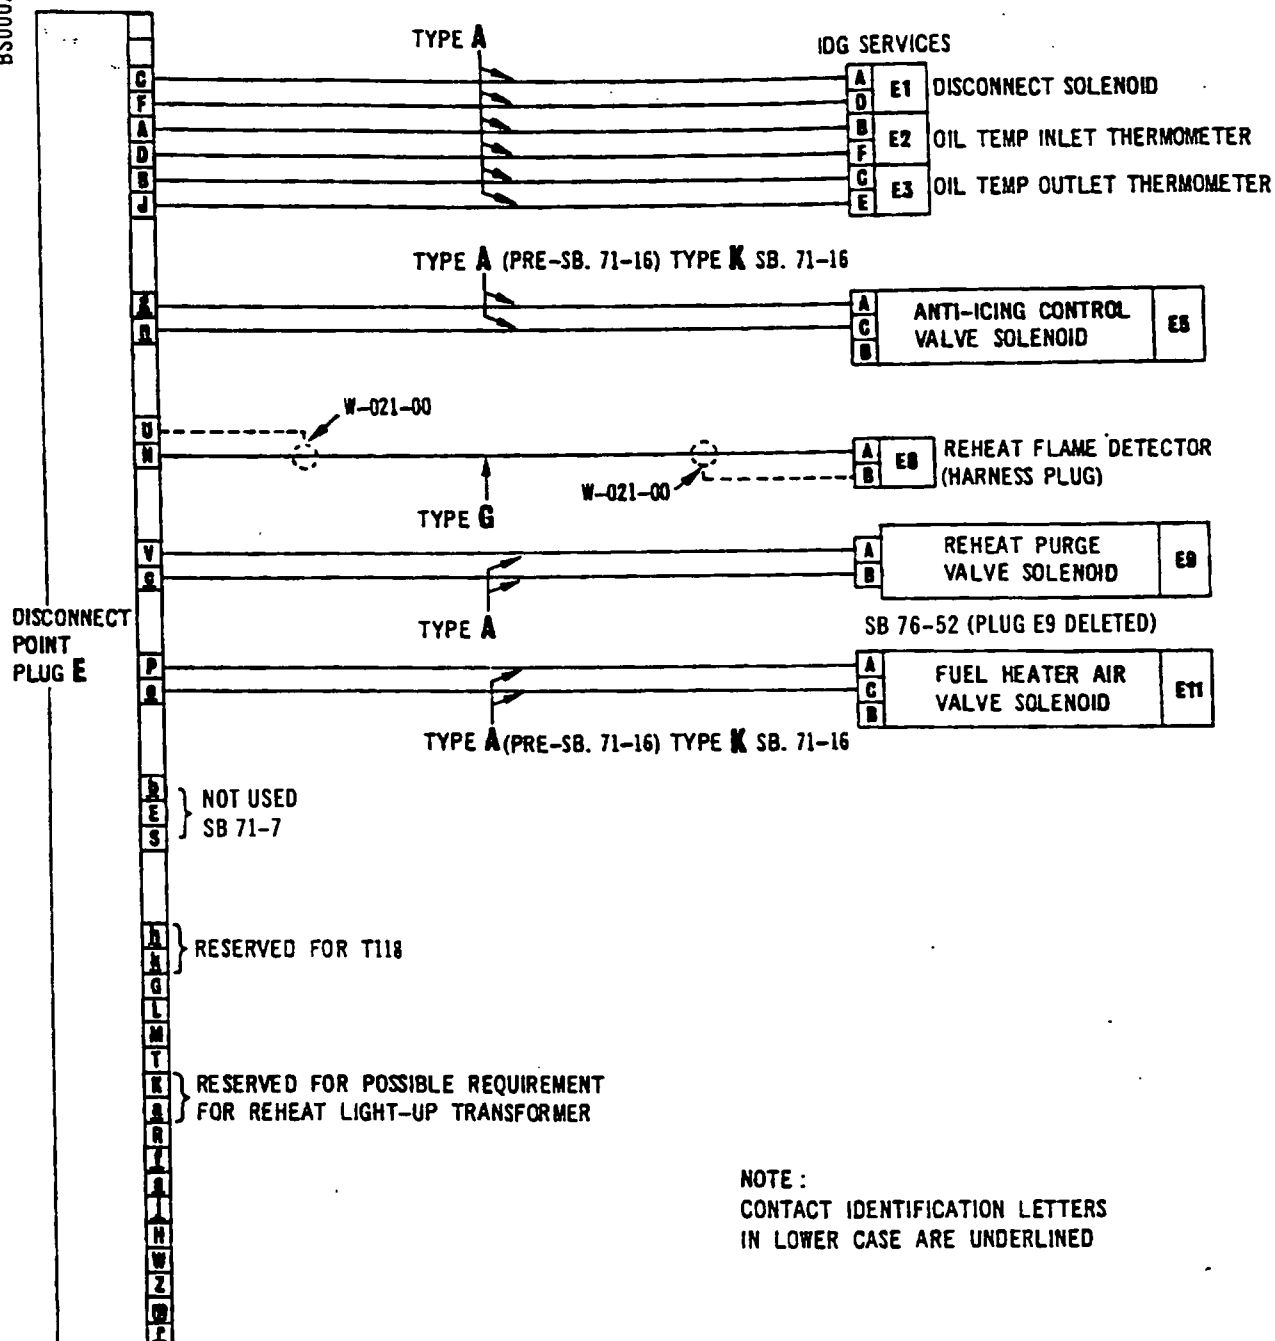 BS000
TYPE A
IDG SERVICES
C A E1 DISCONNECT SOLENOID
F D
A B E2 OIL TEMP INLET THERMOMETER
D F
B C E3 OIL TEMP OUTLET THERMOMETER
J E
TYPE A (PRE-SB. 71-16) TYPE K SB. 71-16
A ANTI-ICING CONTROL E5
n C VALVE SOLENOID
B
W-021-00
U
N A E8 REHEAT FLAME DETECTOR
B (HARNESS PLUG)
W-021-00
TYPE G
V A REHEAT PURGE E9
c B VALVE SOLENOID
TYPE A
SB 76-52 (PLUG E9 DELETED)
DISCONNECT
POINT
PLUG E
P A FUEL HEATER AIR E11
C VALVE SOLENOID
B
TYPE A (PRE-SB. 71-16) TYPE K SB. 71-16
b
E NOT USED
S SB 71-7
h
k RESERVED FOR T118
G
L
M
T
K RESERVED FOR POSSIBLE REQUIREMENT
a FOR REHEAT LIGHT-UP TRANSFORMER
R
f
H
W
Z
m
r
NOTE :
CONTACT IDENTIFICATION LETTERS
IN LOWER CASE ARE UNDERLINED